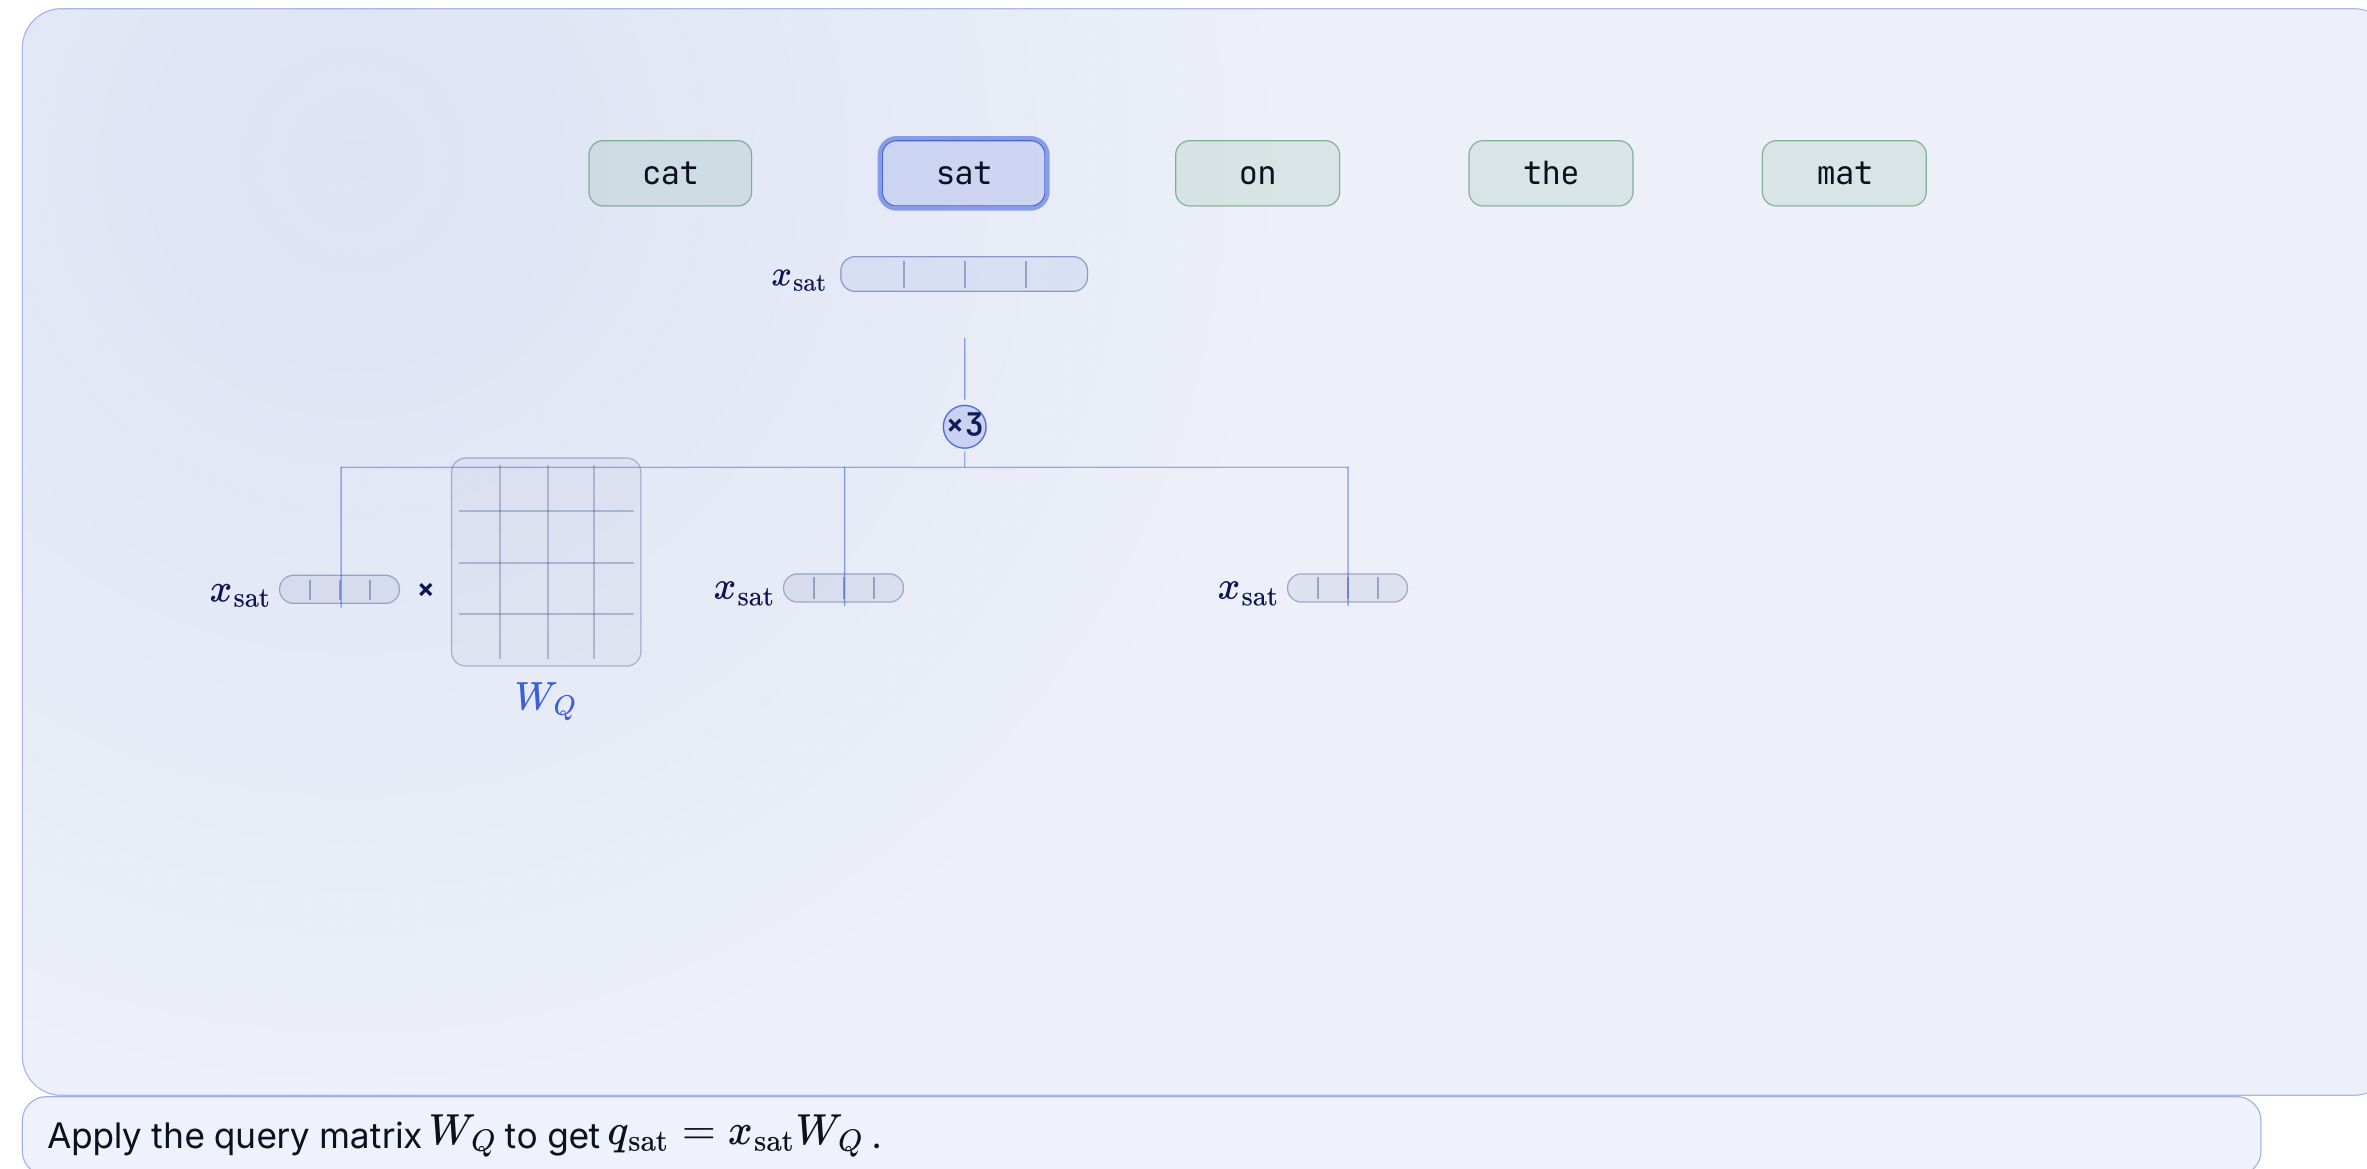 cat sat on the mat
x_sat
×3
x_sat × x_sat x_sat
W_Q
Apply the query matrix W_Q to get q_sat = x_sat W_Q .